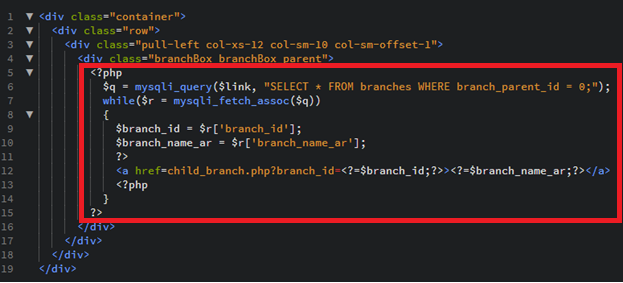 1 ▼ <div class="container">
2 ▼ <div class="row">
3 ▼ <div class="pull-left col-xs-12 col-sm-10 col-sm-offset-1">
4 ▼ <div class="branchBox branchBox_parent">
5 ▼ <?php
6 $q = mysqli_query($link, "SELECT * FROM branches WHERE branch_parent_id = 0;");
7 while($r = mysqli_fetch_assoc($q))
8 ▼ {
9 $branch_id = $r['branch_id'];
10 $branch_name_ar = $r['branch_name_ar'];
11 ?>
12 <a href=child_branch.php?branch_id=<?=$branch_id;?>><?=$branch_name_ar;?></a>
13 <?php
14 }
15 ?>
16 </div>
17 </div>
18 </div>
19 </div>